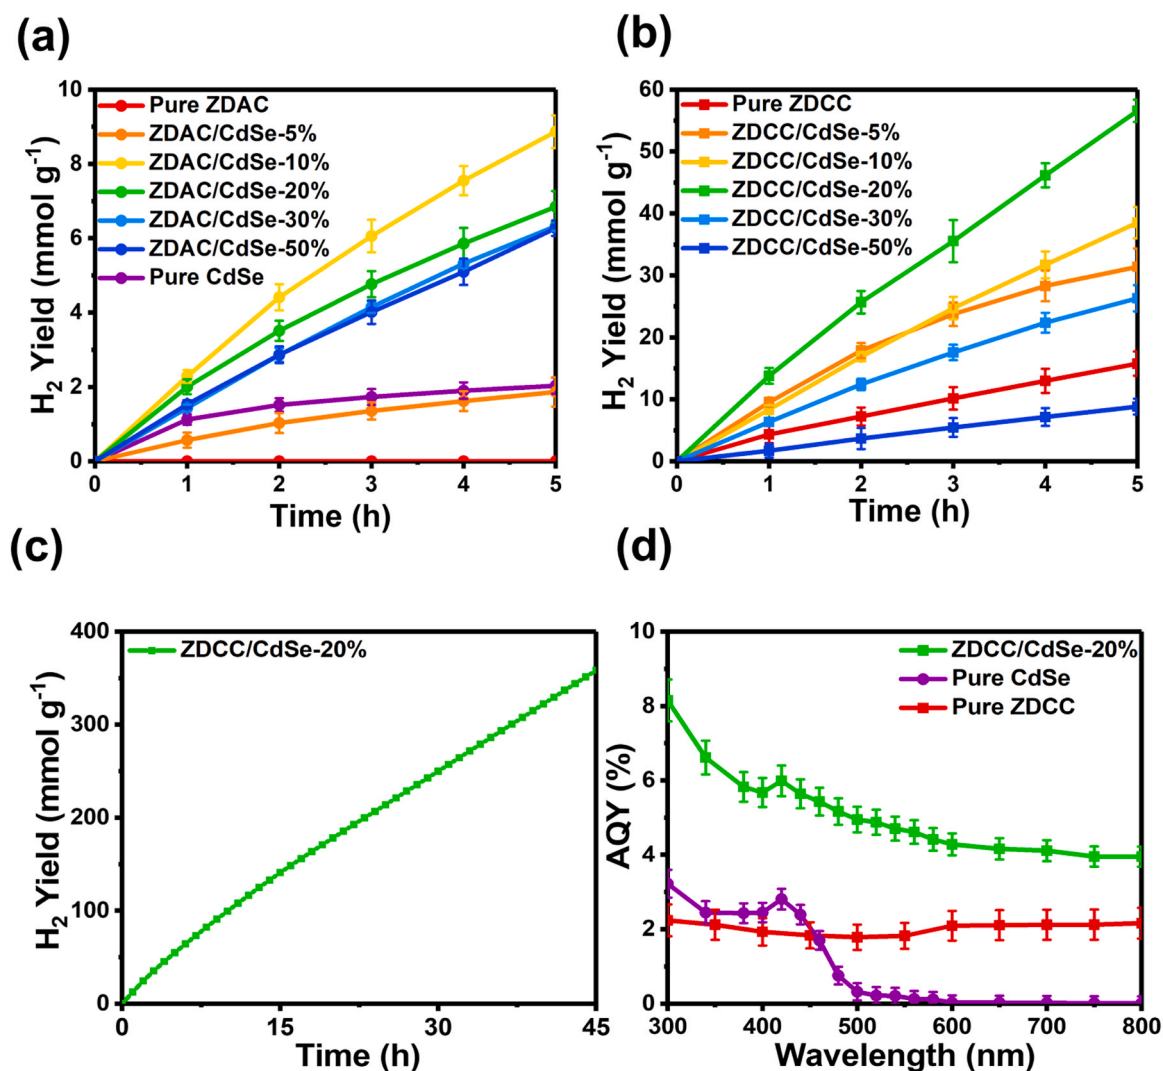 (a)
10
8
6
4
2
0
H2 Yield (mmol g-1)
Pure ZDAC
ZDAC/CdSe-5%
ZDAC/CdSe-10%
ZDAC/CdSe-20%
ZDAC/CdSe-30%
ZDAC/CdSe-50%
Pure CdSe
0 1 2 3 4 5
Time (h)
(b)
60
50
40
30
20
10
0
H2 Yield (mmol g-1)
Pure ZDCC
ZDCC/CdSe-5%
ZDCC/CdSe-10%
ZDCC/CdSe-20%
ZDCC/CdSe-30%
ZDCC/CdSe-50%
0 1 2 3 4 5
Time (h)
(c)
400
300
200
100
0
H2 Yield (mmol g-1)
ZDCC/CdSe-20%
0 15 30 45
Time (h)
(d)
10
8
6
4
2
0
AQY (%)
ZDCC/CdSe-20%
Pure CdSe
Pure ZDCC
300 400 500 600 700 800
Wavelength (nm)